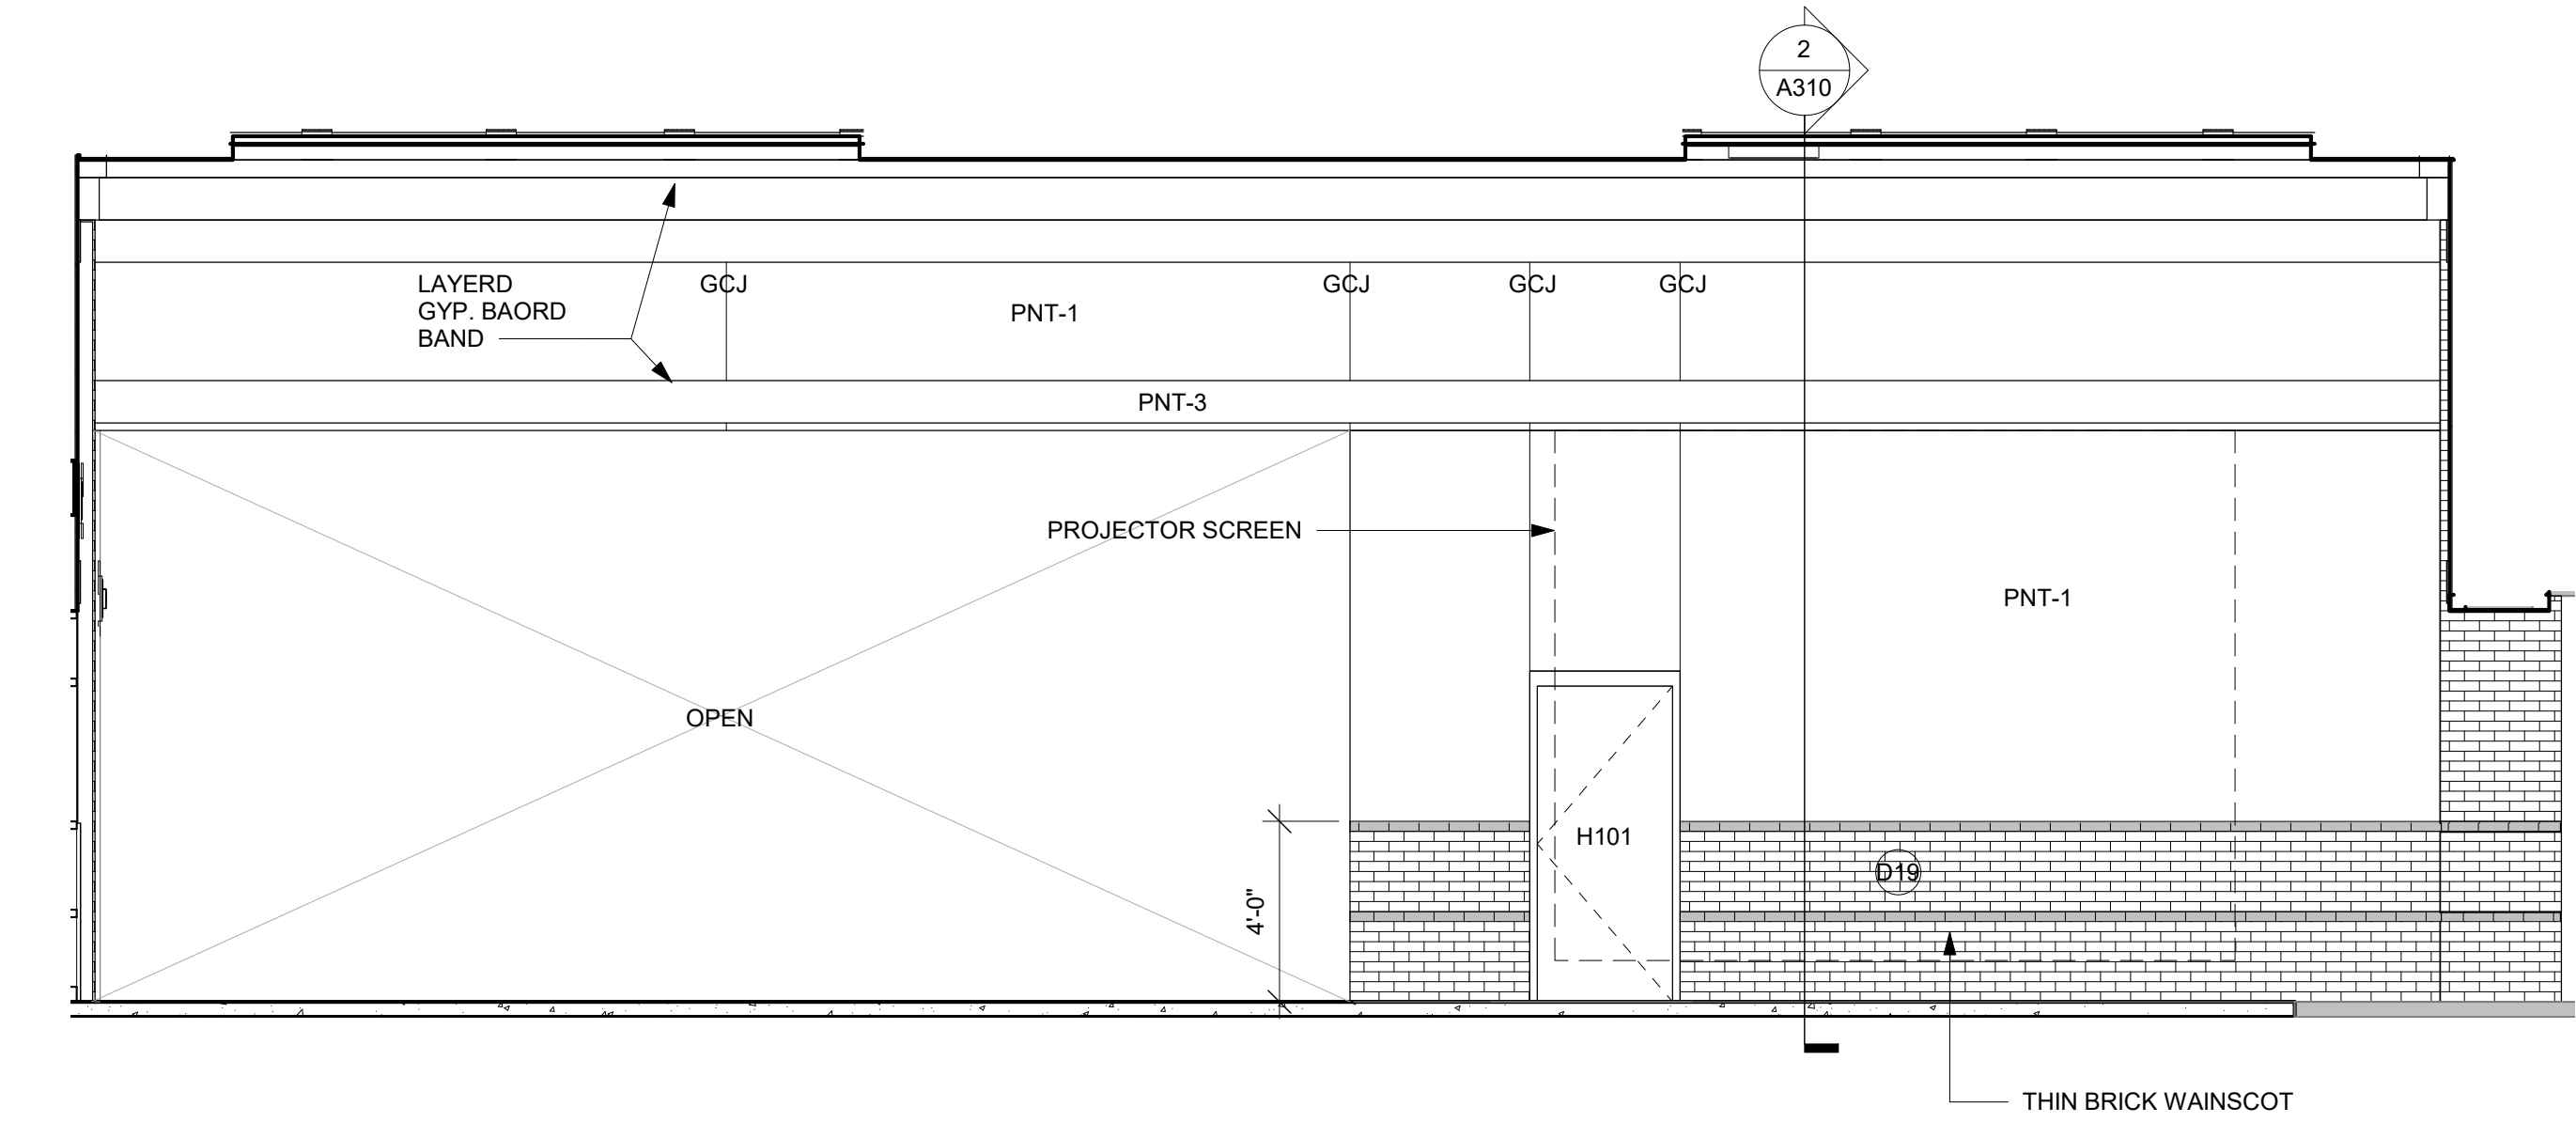 2
A310
LAYERD
GYP. BAORD
BAND
GCJ
PNT-1
GCJ
GCJ
GCJ
PNT-3
PROJECTOR SCREEN
PNT-1
OPEN
H101
D19
4'-0"
THIN BRICK WAINSCOT